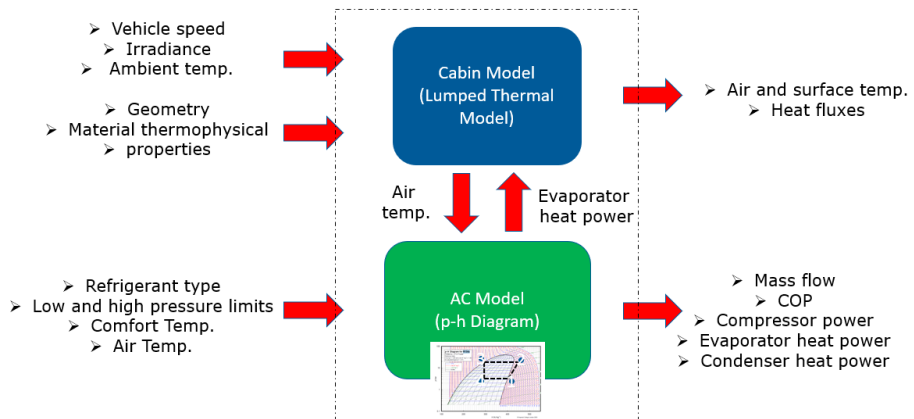 ➢ Vehicle speed
➢ Irradiance
➢ Ambient temp.
➢ Geometry
➢ Material thermophysical
➢ properties
Cabin Model
(Lumped Thermal
Model)
➢ Air and surface temp.
➢ Heat fluxes
Air
temp.
Evaporator
heat power
➢ Refrigerant type
➢ Low and high pressure limits
➢ Comfort Temp.
➢ Air Temp.
AC Model
(p-h Diagram)
➢ Mass flow
➢ COP
➢ Compressor power
➢ Evaporator heat power
➢ Condenser heat power